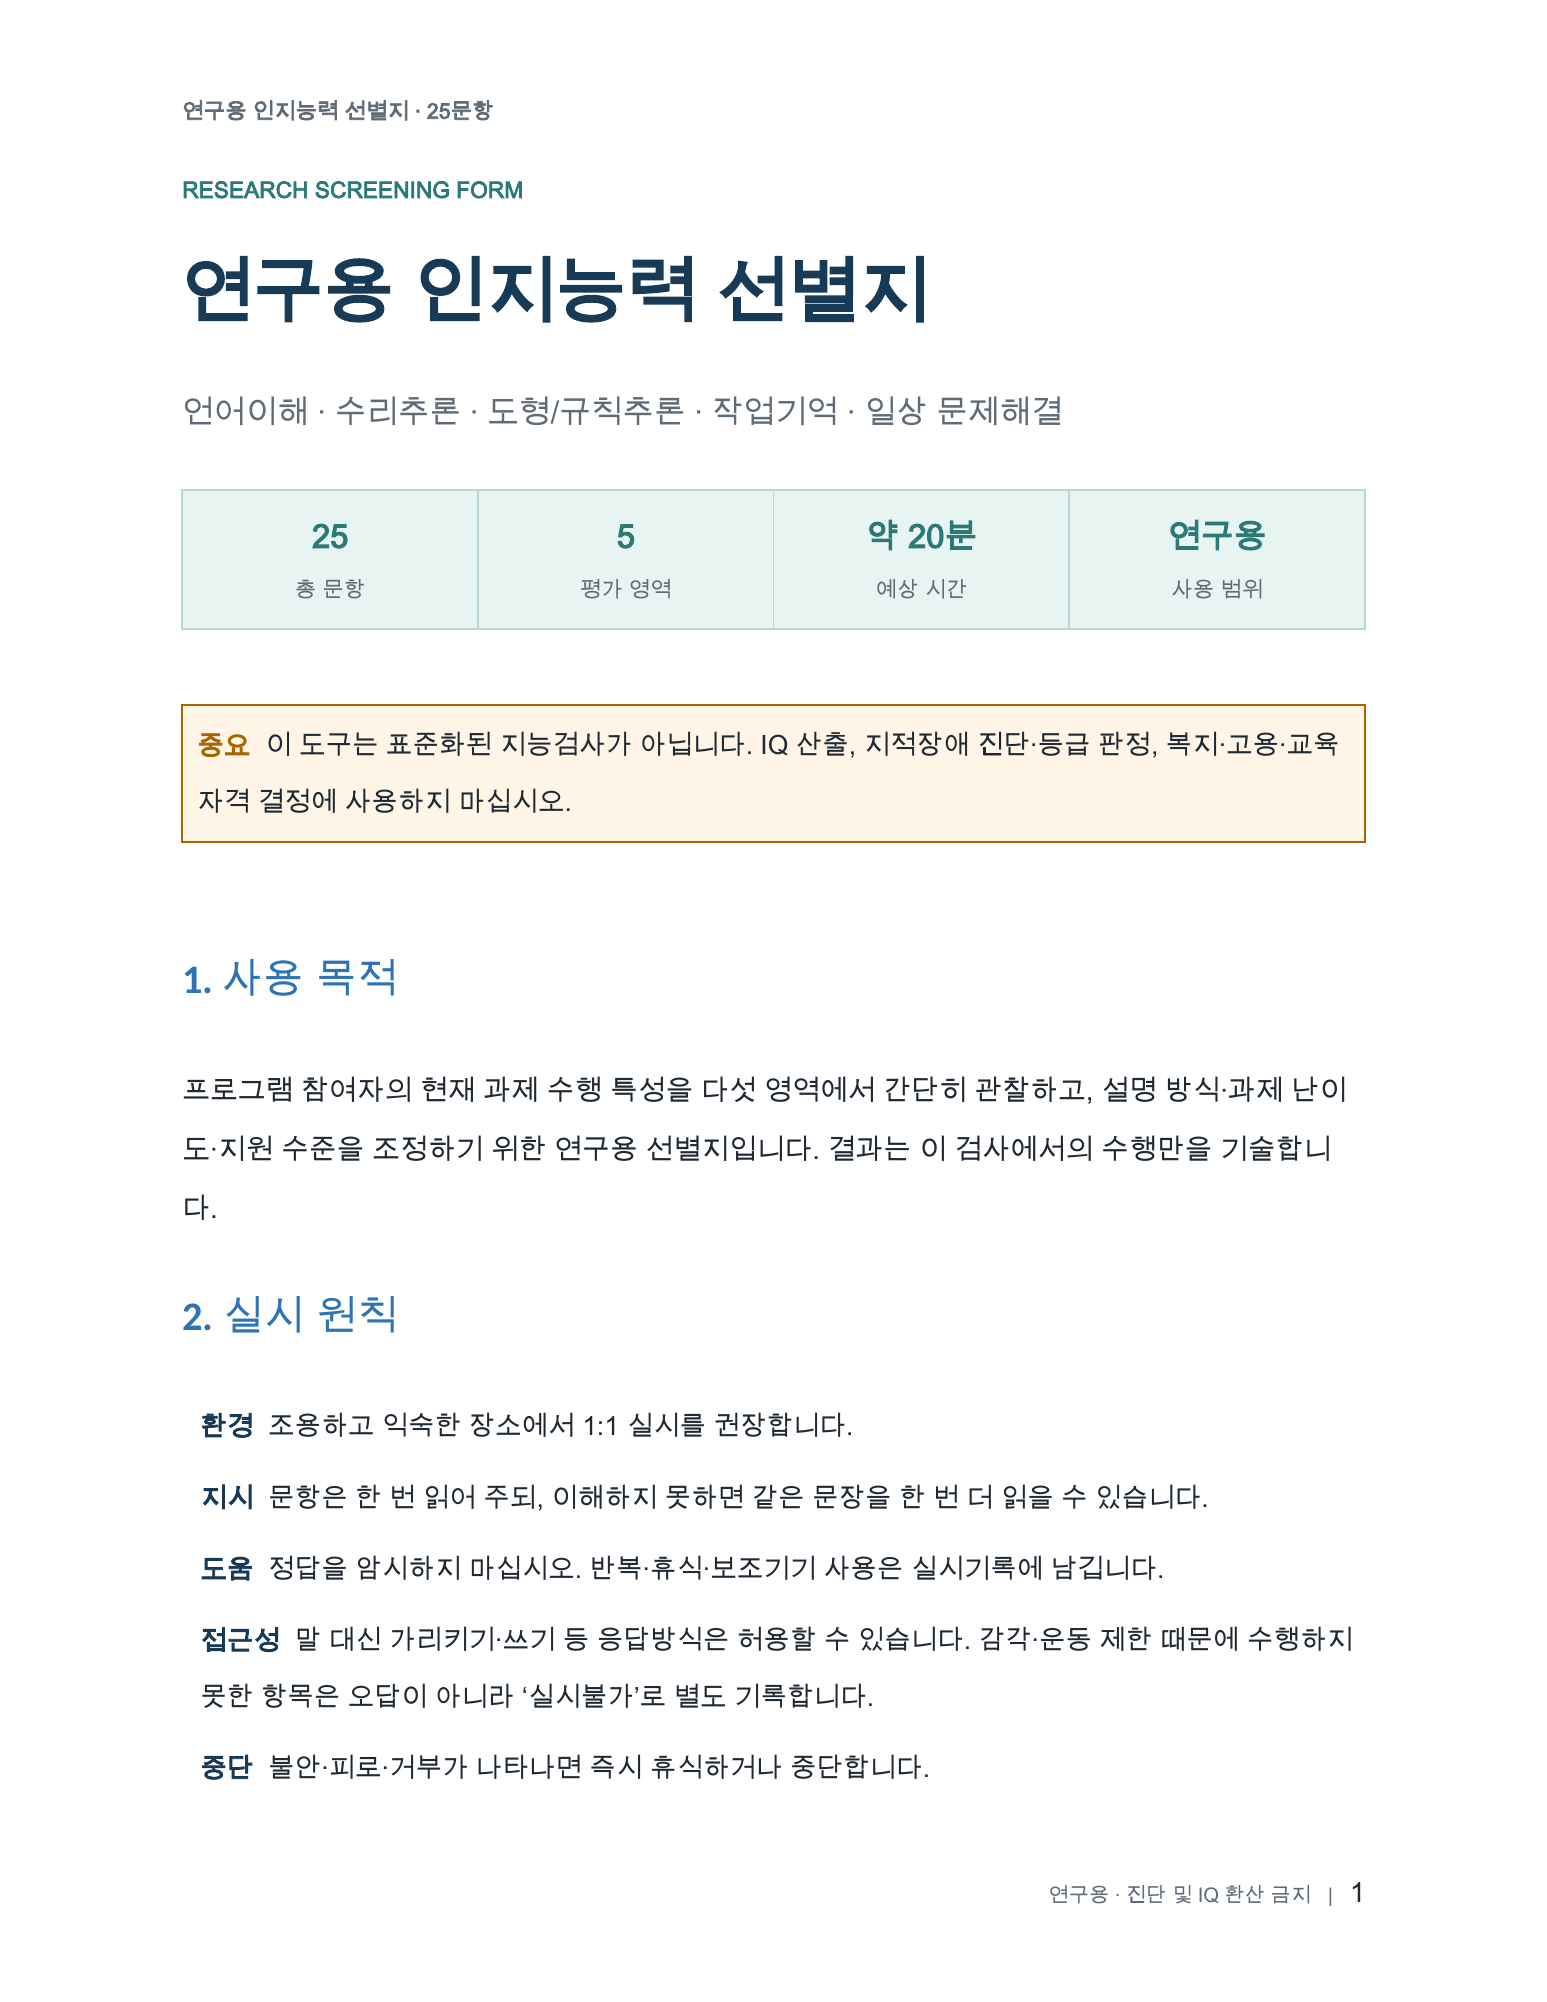 연구용 인지능력 선별지 · 25문항
RESEARCH SCREENING FORM
연구용 인지능력 선별지
언어이해 · 수리추론 · 도형/규칙추론 · 작업기억 · 일상 문제해결
25
총 문항
5
평가 영역
약 20분
예상 시간
연구용
사용 범위
중요 이 도구는 표준화된 지능검사가 아닙니다. IQ 산출, 지적장애 진단·등급 판정, 복지·고용·교육
자격 결정에 사용하지 마십시오.
1. 사용 목적
프로그램 참여자의 현재 과제 수행 특성을 다섯 영역에서 간단히 관찰하고, 설명 방식·과제 난이
도·지원 수준을 조정하기 위한 연구용 선별지입니다. 결과는 이 검사에서의 수행만을 기술합니
다.
2. 실시 원칙
환경 조용하고 익숙한 장소에서 1:1 실시를 권장합니다.
지시 문항은 한 번 읽어 주되, 이해하지 못하면 같은 문장을 한 번 더 읽을 수 있습니다.
도움 정답을 암시하지 마십시오. 반복·휴식·보조기기 사용은 실시기록에 남깁니다.
접근성 말 대신 가리키기·쓰기 등 응답방식은 허용할 수 있습니다. 감각·운동 제한 때문에 수행하지
못한 항목은 오답이 아니라 ‘실시불가’로 별도 기록합니다.
중단 불안·피로·거부가 나타나면 즉시 휴식하거나 중단합니다.
연구용 · 진단 및 IQ 환산 금지 | 1